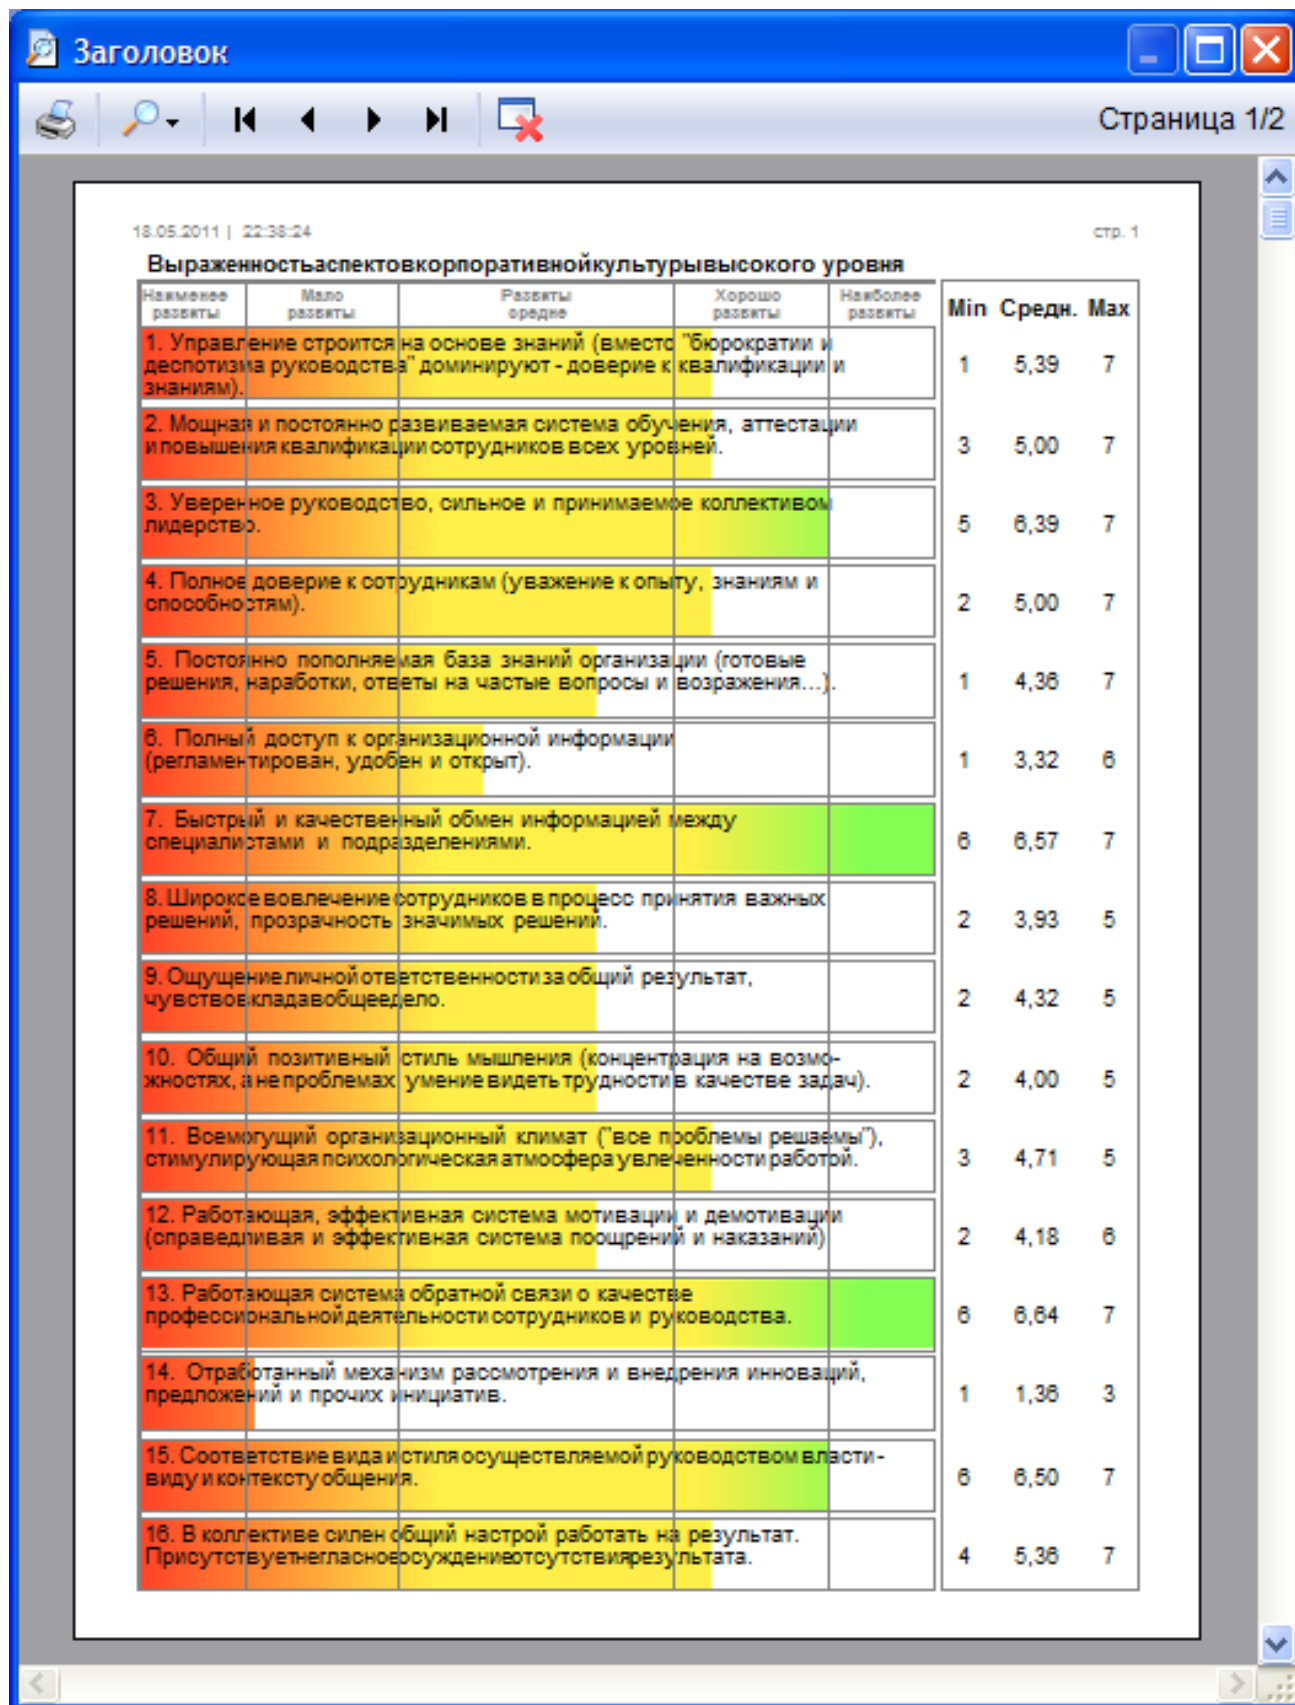 Заголовок
Страница 1/2
18.05.2011 | 22:38:24
стр. 1
Выраженностьаспектовкорпоративнойкультурывысокого уровня
Наименее развиты
Мало развиты
Развиты средне
Хорошо развиты
Наиболее развиты
Min Средн. Max
1. Управление строится на основе знаний (вместо "бюрократии и
деспотизма руководства" доминируют - доверие к квалификации и
знаниям).
1 5,39 7
2. Мощная и постоянно развиваемая система обучения, аттестации
и повышения квалификации сотрудников всех уровней.
3 5,00 7
3. Уверенное руководство, сильное и принимаемое коллективом
лидерство.
5 6,39 7
4. Полное доверие к сотрудникам (уважение к опыту, знаниям и
способностям).
2 5,00 7
5. Постоянно пополняемая база знаний организации (готовые
решения, наработки, ответы на частые вопросы и возражения...).
1 4,36 7
6. Полный доступ к организационной информации
(регламентирован, удобен и открыт).
1 3,32 6
7. Быстрый и качественный обмен информацией между
специалистами и подразделениями.
6 6,57 7
8. Широкое вовлечение сотрудников в процесс принятия важных
решений, прозрачность значимых решений.
2 3,93 5
9. Ощущение личной ответственности за общий результат,
чувство вклада в общее дело.
2 4,32 5
10. Общий позитивный стиль мышления (концентрация на возмо-
жностях, а не проблемах, умение видеть трудности в качестве задач).
2 4,00 5
11. Всемогущий организационный климат ("все проблемы решаемы"),
стимулирующая психологическая атмосфера увлеченности работой.
3 4,71 5
12. Работающая, эффективная система мотивации и демотивации
(справедливая и эффективная система поощрений и наказаний)
2 4,18 6
13. Работающая система обратной связи о качестве
профессиональной деятельности сотрудников и руководства.
6 6,64 7
14. Отработанный механизм рассмотрения и внедрения инноваций,
предложений и прочих инициатив.
1 1,36 3
15. Соответствие вида и стиля осуществляемой руководством власти -
виду и контексту общения.
6 6,50 7
16. В коллективе силен общий настрой работать на результат.
Присутствует негласное осуждение отсутствия результата.
4 5,36 7